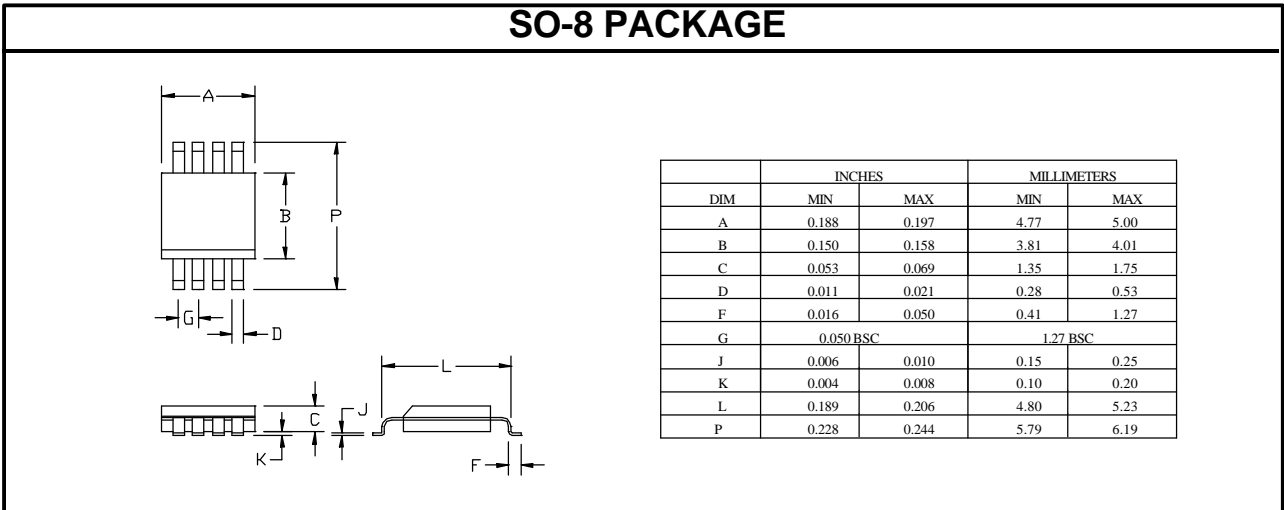 SO-8 PACKAGE
A
B
P
G
D
L
C
J
K
F
INCHES MILLIMETERS
DIM MIN MAX MIN MAX
A 0.188 0.197 4.77 5.00
B 0.150 0.158 3.81 4.01
C 0.053 0.069 1.35 1.75
D 0.011 0.021 0.28 0.53
F 0.016 0.050 0.41 1.27
G 0.050 BSC 1.27 BSC
J 0.006 0.010 0.15 0.25
K 0.004 0.008 0.10 0.20
L 0.189 0.206 4.80 5.23
P 0.228 0.244 5.79 6.19